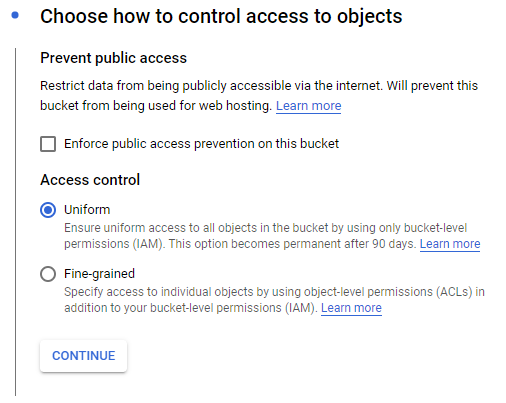 Choose how to control access to objects
Prevent public access
Restrict data from being publicly accessible via the internet. Will prevent this
bucket from being used for web hosting. Learn more
Enforce public access prevention on this bucket
Access control
Uniform
Ensure uniform access to all objects in the bucket by using only bucket-level
permissions (IAM). This option becomes permanent after 90 days. Learn more
Fine-grained
Specify access to individual objects by using object-level permissions (ACLs) in
addition to your bucket-level permissions (IAM). Learn more
CONTINUE